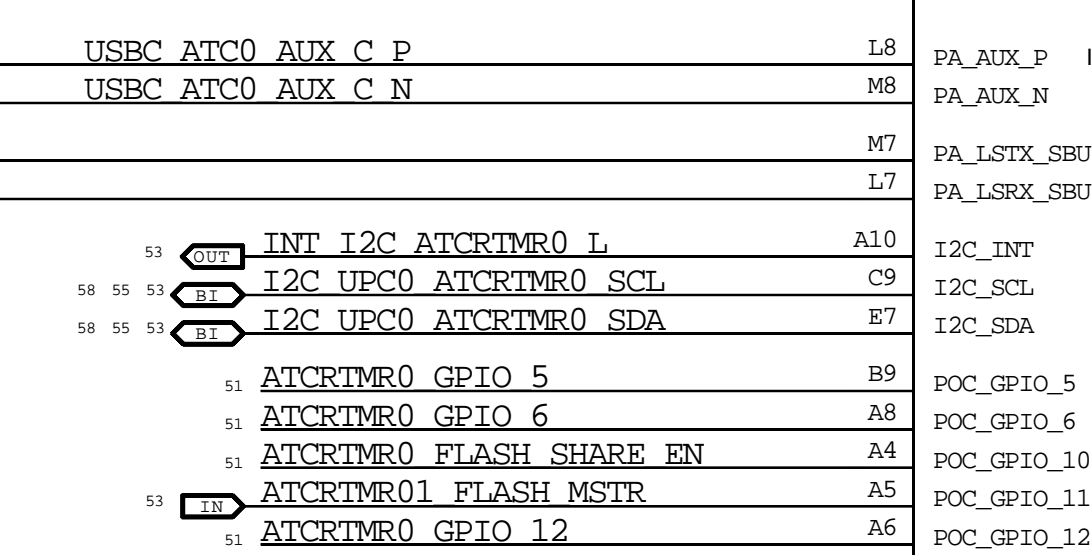 USBC_ATC0_AUX_C_P L8 PA_AUX_P
USBC_ATC0_AUX_C_N M8 PA_AUX_N
M7 PA_LSTX_SBU
L7 PA_LSRX_SBU
53 OUT INT_I2C_ATCRTMR0_L A10 I2C_INT
58 55 53 BI I2C_UPC0_ATCRTMR0_SCL C9 I2C_SCL
58 55 53 BI I2C_UPC0_ATCRTMR0_SDA E7 I2C_SDA
51 ATCRTMR0_GPIO_5 B9 POC_GPIO_5
51 ATCRTMR0_GPIO_6 A8 POC_GPIO_6
51 ATCRTMR0_FLASH_SHARE_EN A4 POC_GPIO_10
53 IN ATCRTMR01_FLASH_MSTR A5 POC_GPIO_11
51 ATCRTMR0_GPIO_12 A6 POC_GPIO_12